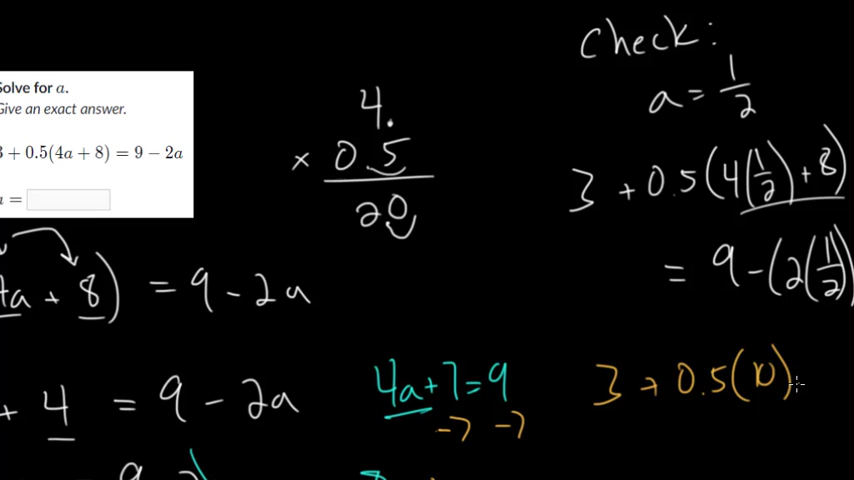 Solve for a.
Give an exact answer.
3 + 0.5(4a + 8) = 9 − 2a
a =
4.
× 0.5
20
4a + 8) = 9 - 2a
+ 4 = 9 - 2a
9
4a + 7 = 9
-7 -7
Check:
a = 1/2
3 + 0.5(4(1/2) + 8)
= 9 - (2(1/2)
3 + 0.5(10)